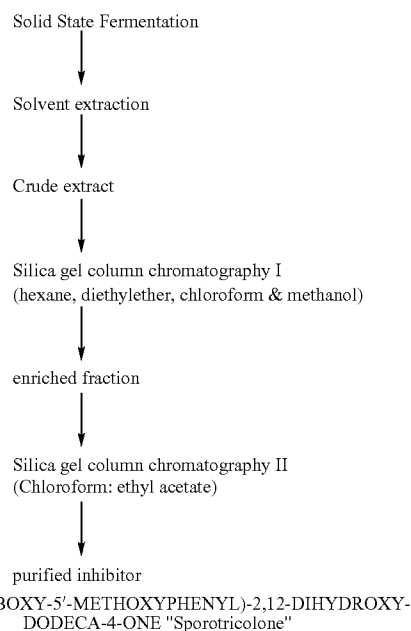 Solid State Fermentation
Solvent extraction
Crude extract
Silica gel column chromatography I
(hexane, diethylether, chloroform & methanol)
enriched fraction
Silica gel column chromatography II
(Chloroform: ethyl acetate)
purified inhibitor
BOXY-5'-METHOXYPHENYL)-2,12-DIHYDROXY-
DODECA-4-ONE "Sporotricolone"